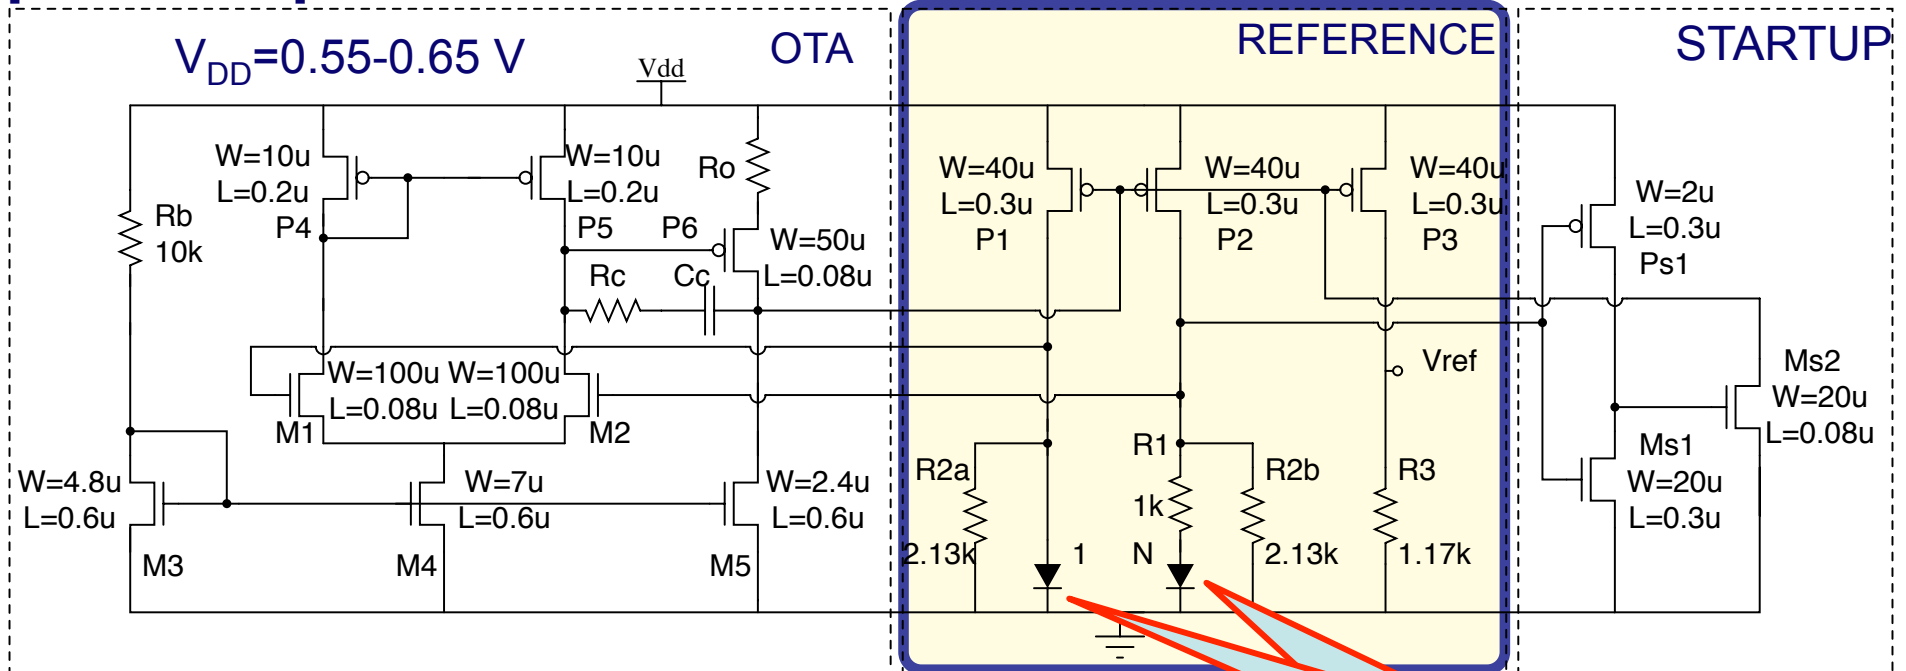 V_DD=0.55-0.65 V
OTA
REFERENCE
STARTUP
Vdd
W=10u
L=0.2u
P4
W=10u
L=0.2u
P5
Ro
P6
W=50u
L=0.08u
Rb
10k
Rc
Cc
W=100u
L=0.08u
M1
W=100u
L=0.08u
M2
W=4.8u
L=0.6u
M3
W=7u
L=0.6u
M4
W=2.4u
L=0.6u
M5
W=40u
L=0.3u
P1
W=40u
L=0.3u
P2
W=40u
L=0.3u
P3
Vref
R2a
2.13k
1
R1
1k
N
R2b
2.13k
R3
1.17k
W=2u
L=0.3u
Ps1
Ms2
W=20u
L=0.08u
Ms1
W=20u
L=0.3u